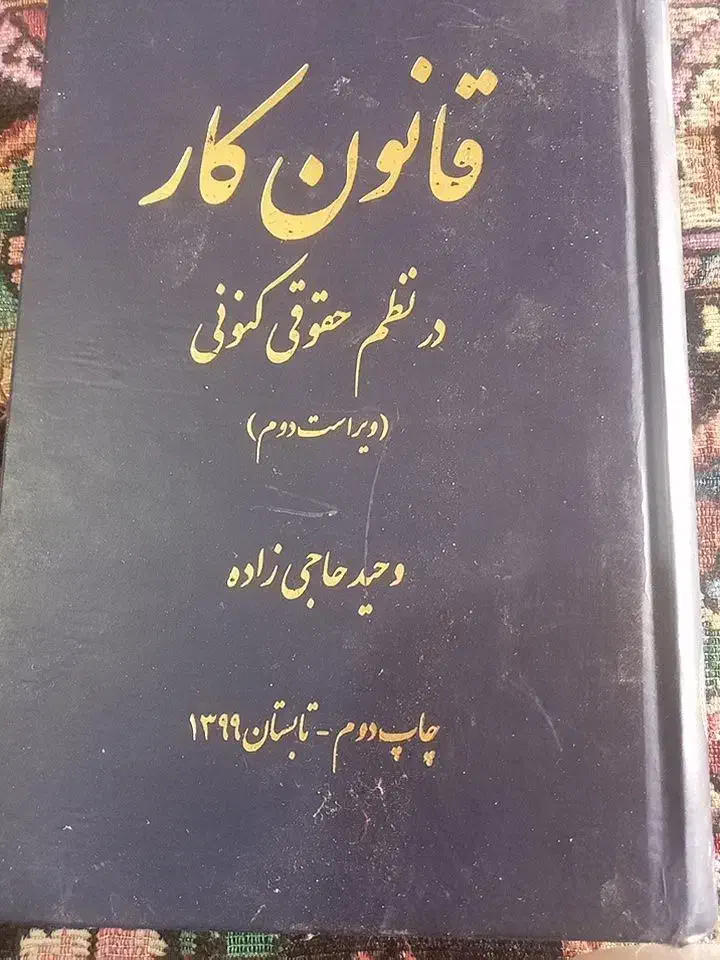 قانون کار
در نظم حقوقی کنونی
(ویراست دوم)
وحید حاجی زاده
چاپ دوم - تابستان ۱۳۹۹